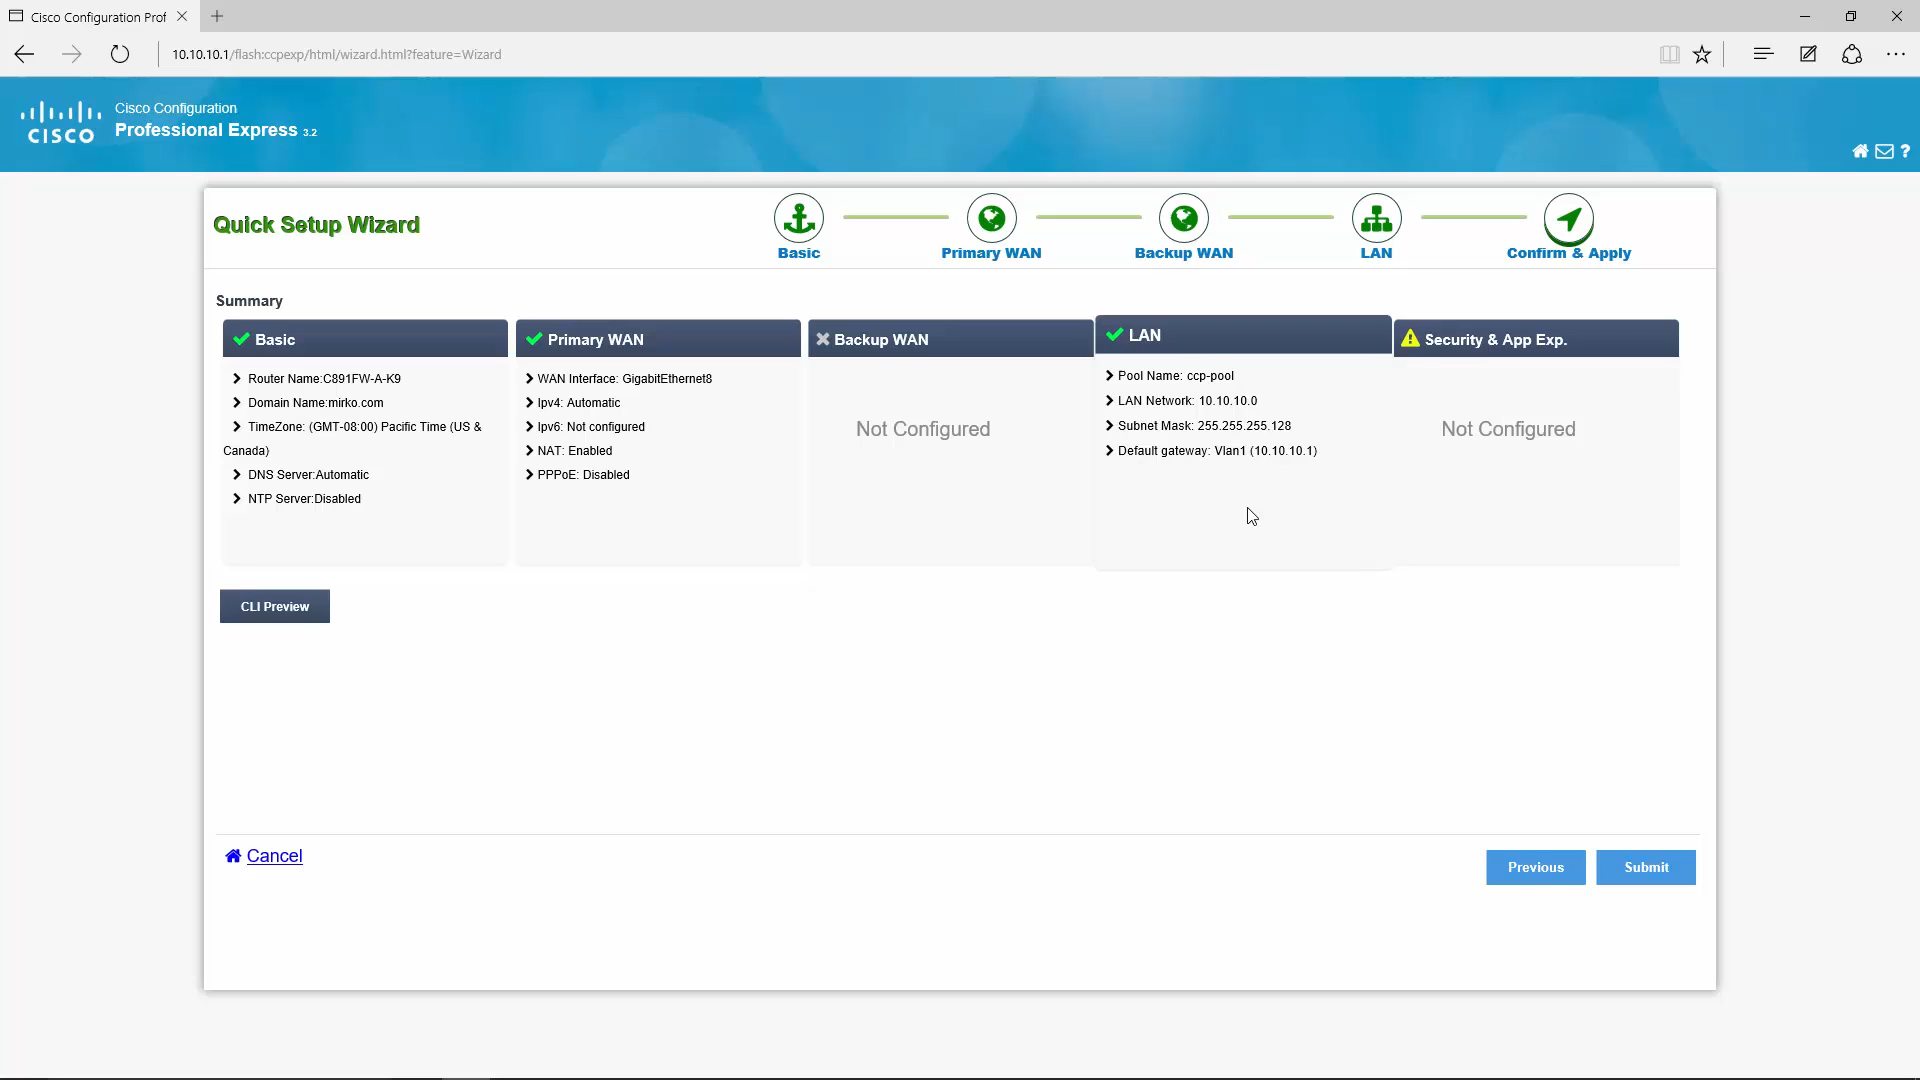 Cisco Configuration Prof
10.10.10.1/flash:ccpexp/html/wizard.html?feature=Wizard
CISCO
Cisco Configuration
Professional Express 3.2
?
Quick Setup Wizard
Basic
Primary WAN
Backup WAN
LAN
Confirm & Apply
Summary
Basic
Router Name:C891FW-A-K9
Domain Name:mirko.com
TimeZone: (GMT-08:00) Pacific Time (US &
Canada)
DNS Server:Automatic
NTP Server:Disabled
Primary WAN
WAN Interface: GigabitEthernet8
Ipv4: Automatic
Ipv6: Not configured
NAT: Enabled
PPPoE: Disabled
Backup WAN
Not Configured
LAN
Pool Name: ccp-pool
LAN Network: 10.10.10.0
Subnet Mask: 255.255.255.128
Default gateway: Vlan1 (10.10.10.1)
Security & App Exp.
Not Configured
CLI Preview
Cancel
Previous
Submit